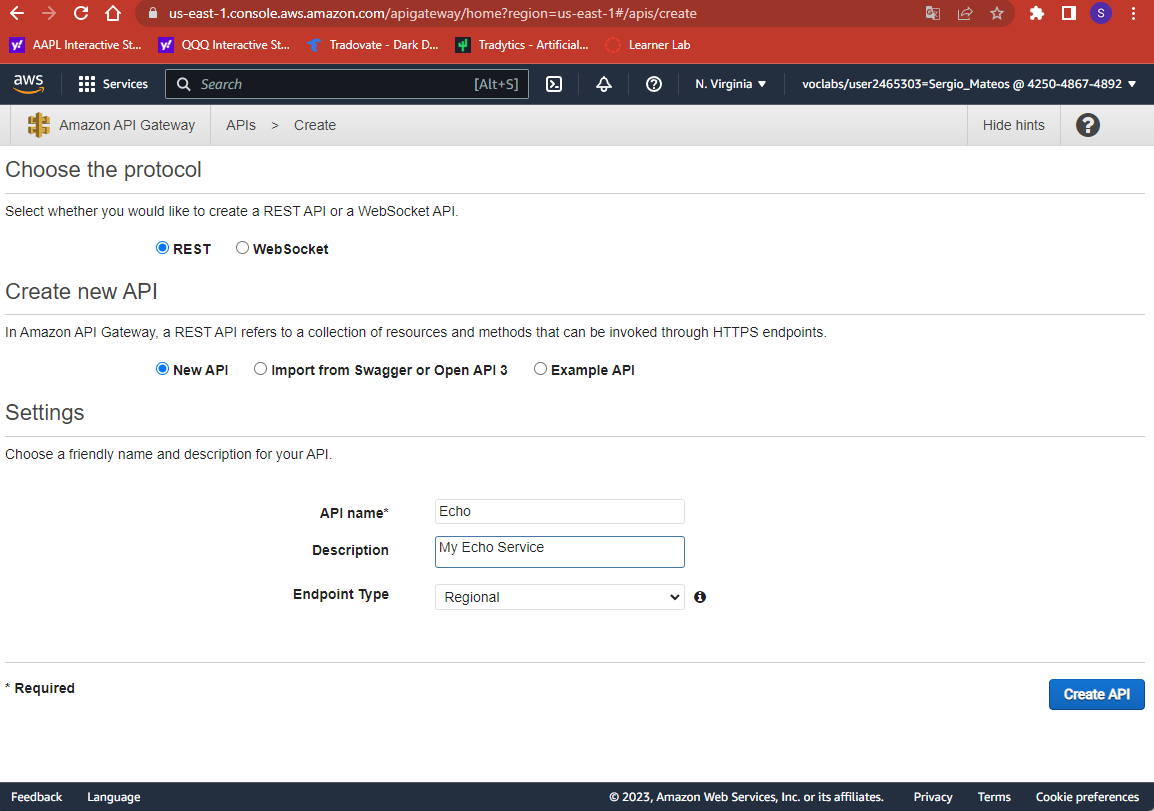 us-east-1.console.aws.amazon.com/apigateway/home?region=us-east-1#/apis/create
S
AAPL Interactive St...
QQQ Interactive St...
Tradovate - Dark D...
Tradytics - Artificial...
Learner Lab
aws
Services
Search
[Alt+S]
N. Virginia
voclabs/user2465303=Sergio_Mateos @ 4250-4867-4892
Amazon API Gateway
APIs > Create
Hide hints
Choose the protocol
Select whether you would like to create a REST API or a WebSocket API.
REST WebSocket
Create new API
In Amazon API Gateway, a REST API refers to a collection of resources and methods that can be invoked through HTTPS endpoints.
New API Import from Swagger or Open API 3 Example API
Settings
Choose a friendly name and description for your API.
API name* Echo
Description My Echo Service
Endpoint Type Regional
* Required
Create API
Feedback Language © 2023, Amazon Web Services, Inc. or its affiliates. Privacy Terms Cookie preferences